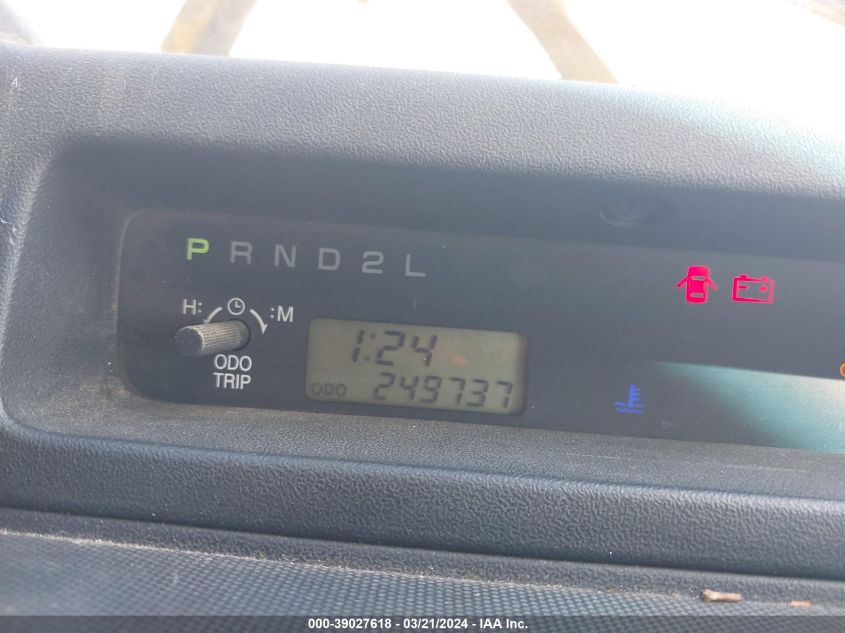 P R N D 2 L
H: :M
ODO
TRIP
1:24
ODO 249737
000-39027618 - 03/21/2024 - IAA Inc.